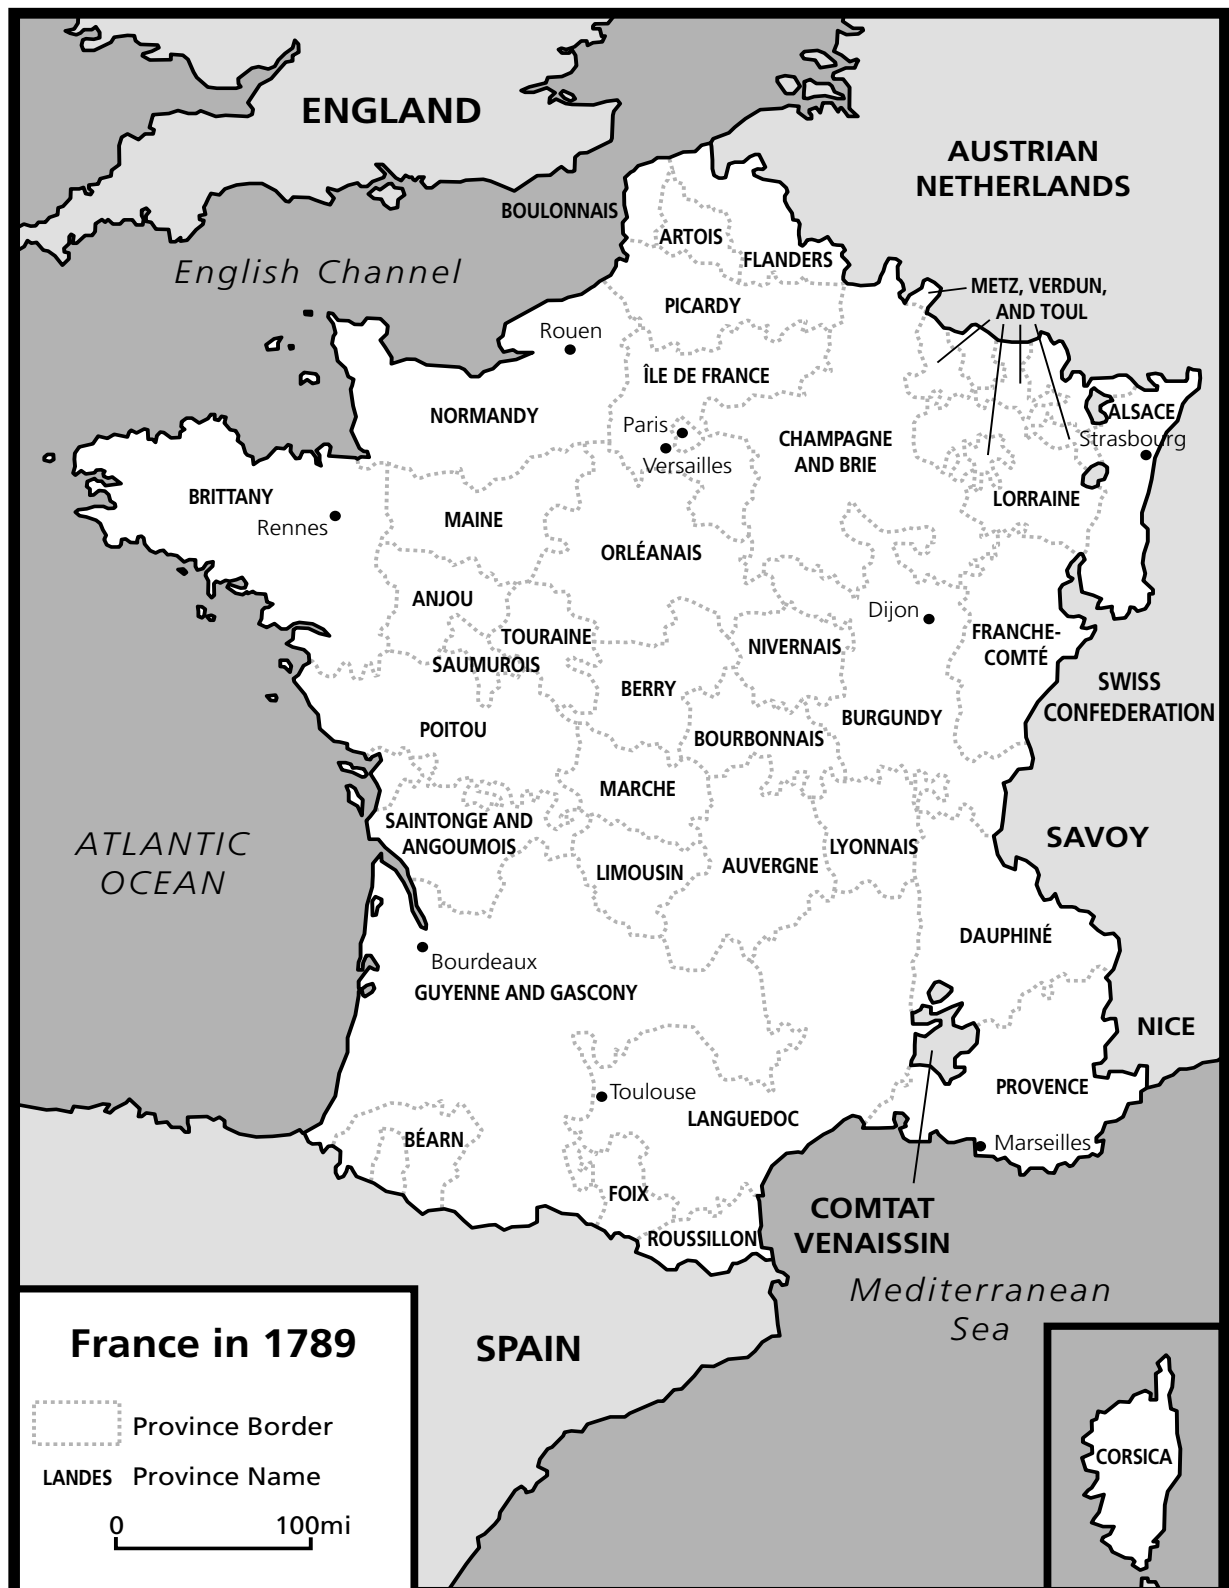 ENGLAND
AUSTRIAN
NETHERLANDS
BOULONNAIS
ARTOIS
FLANDERS
English Channel
METZ, VERDUN,
AND TOUL
PICARDY
Rouen
ÎLE DE FRANCE
NORMANDY
Paris
Versailles
CHAMPAGNE
AND BRIE
ALSACE
Strasbourg
BRITTANY
Rennes
MAINE
LORRAINE
ORLÉANAIS
ANJOU
Dijon
TOURAINE
SAUMUROIS
NIVERNAIS
FRANCHE-
COMTÉ
BERRY
SWISS
CONFEDERATION
POITOU
BURGUNDY
BOURBONNAIS
MARCHE
SAINTONGE AND
ANGOUMOIS
ATLANTIC
OCEAN
LIMOUSIN
AUVERGNE
LYONNAIS
SAVOY
DAUPHINÉ
Bourdeaux
GUYENNE AND GASCONY
NICE
PROVENCE
Toulouse
LANGUEDOC
BÉARN
Marseilles
FOIX
ROUSSILLON
COMTAT
VENAISSIN
Mediterranean
Sea
SPAIN
France in 1789
Province Border
LANDES Province Name
0 100mi
CORSICA